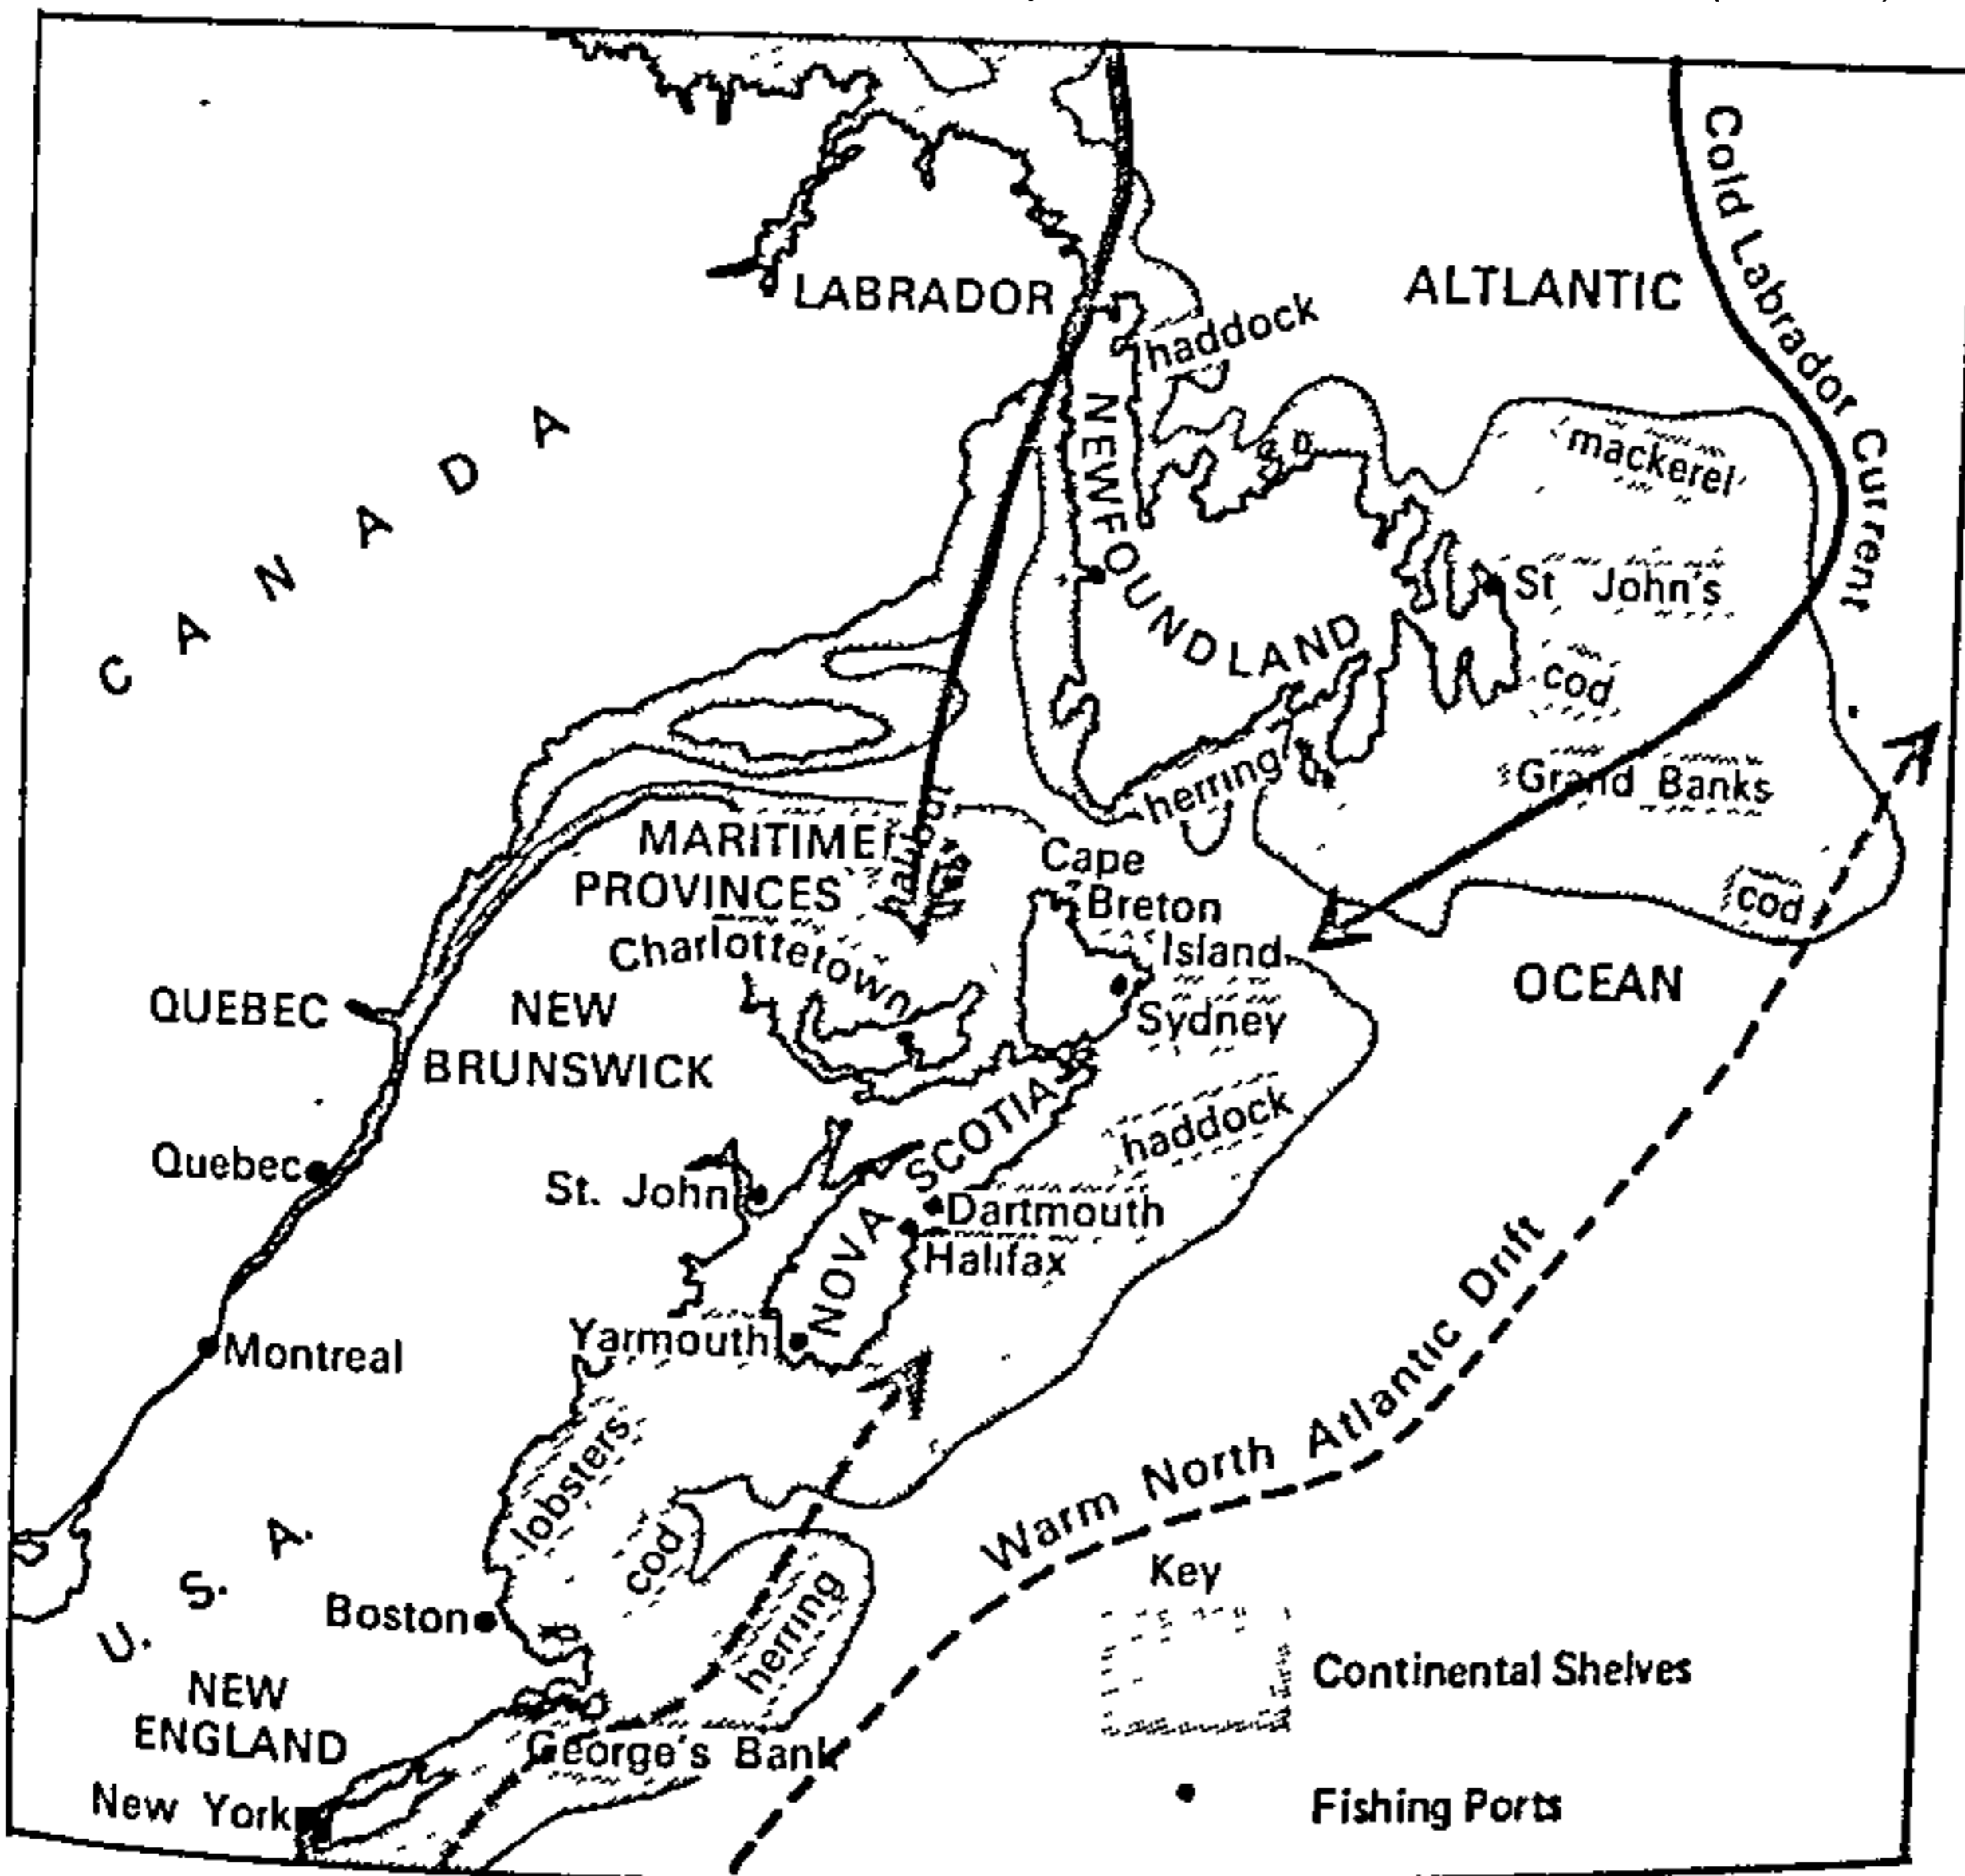 Cold Labrador Current
LABRADOR
ALTLANTIC
haddock
CANADA
NEWFOUNDLAND
mackerel
St John's
cod
herring
Grand Banks
halibut
MARITIME
PROVINCES
Cape
Breton
Island
cod
Charlottetown
Sydney
OCEAN
QUEBEC
NEW
BRUNSWICK
haddock
Quebec
St. John
NOVA SCOTIA
Dartmouth
Halifax
Yarmouth
Montreal
Warm North Atlantic Drift
lobsters
cod
herring
U.S.A.
Boston
Key
Continental Shelves
NEW
ENGLAND
George's Bank
New York
Fishing Ports